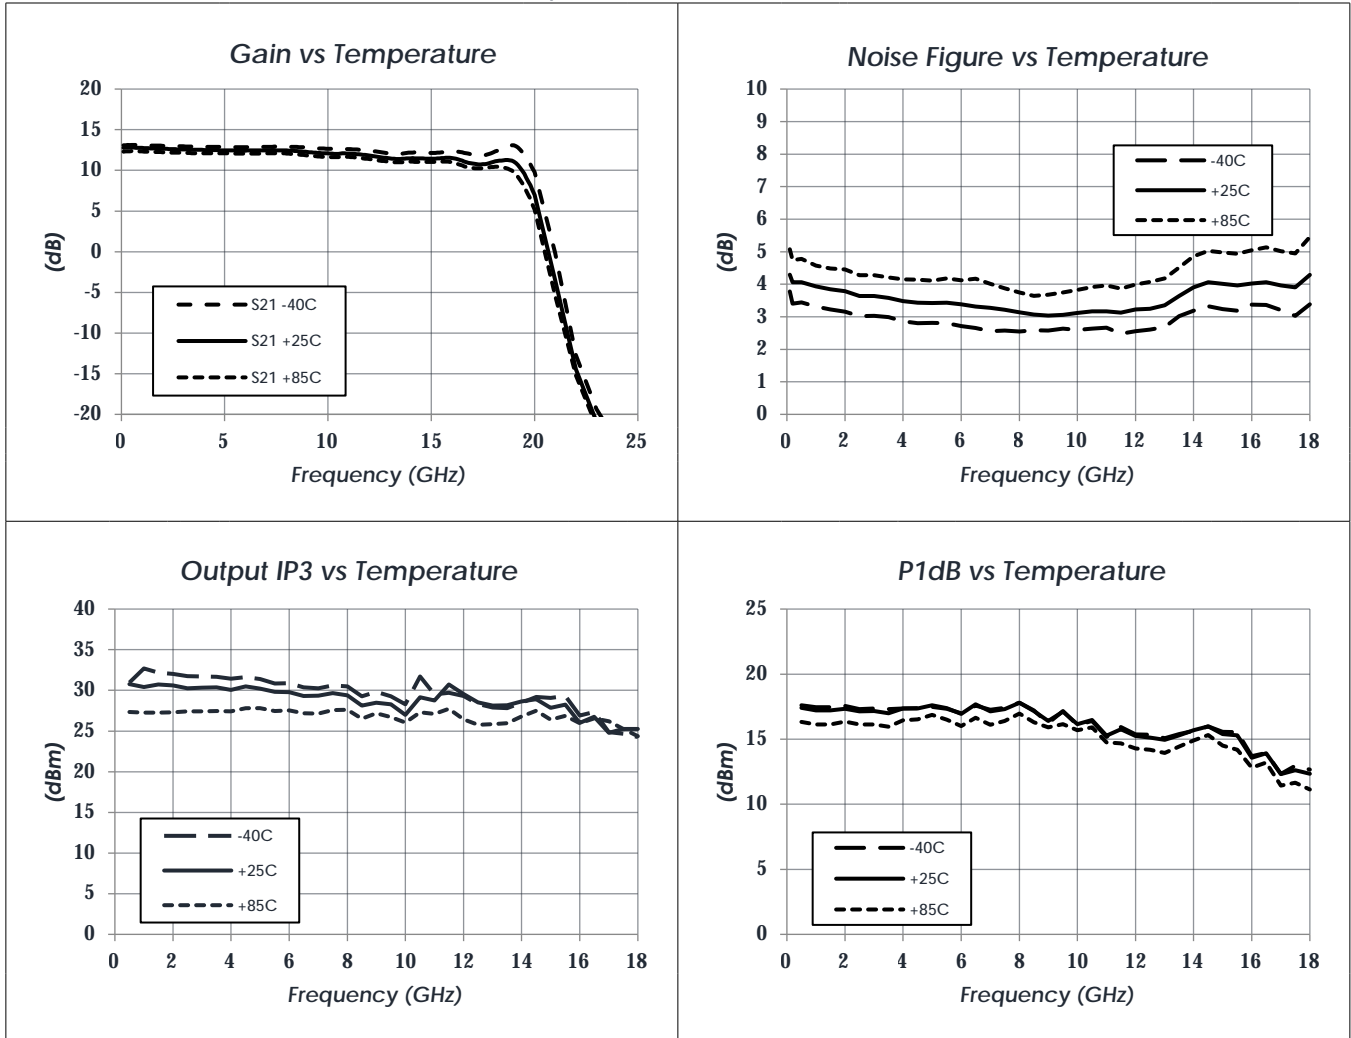 Gain vs Temperature
20
15
10
5
0
-5
-10
-15
-20
(dB)
S21 -40C
S21 +25C
S21 +85C
0 5 10 15 20 25
Frequency (GHz)
Noise Figure vs Temperature
10
9
8
7
6
5
4
3
2
1
0
(dB)
-40C
+25C
+85C
0 2 4 6 8 10 12 14 16 18
Frequency (GHz)
Output IP3 vs Temperature
40
35
30
25
20
15
10
5
0
(dBm)
-40C
+25C
+85C
0 2 4 6 8 10 12 14 16 18
Frequency (GHz)
P1dB vs Temperature
25
20
15
10
5
0
(dBm)
-40C
+25C
+85C
0 2 4 6 8 10 12 14 16 18
Frequency (GHz)